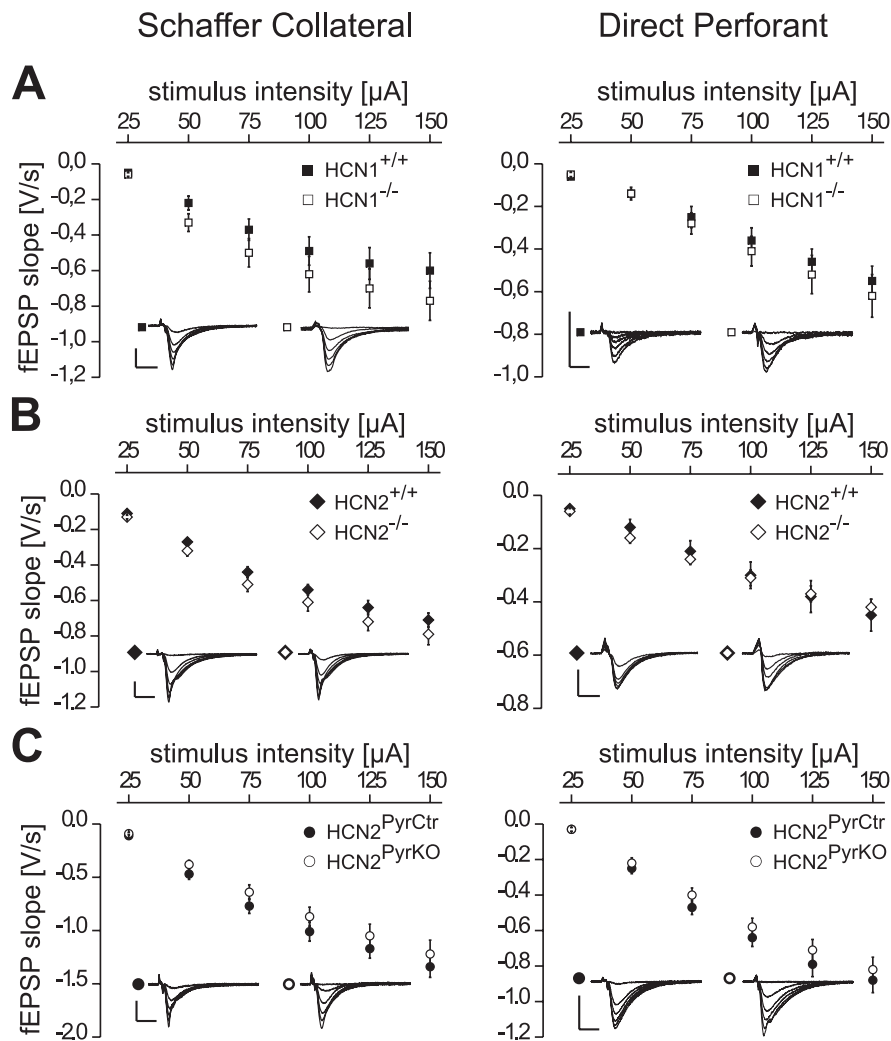 Schaffer Collateral
Direct Perforant
A
stimulus intensity [µA]
25 50 75 100 125 150
fEPSP slope [V/s]
0,0
-0,2
-0,4
-0,6
-0,8
-1,0
-1,2
HCN1+/+
HCN1-/-
stimulus intensity [µA]
25 50 75 100 125 150
0,0
-0,2
-0,4
-0,6
-0,8
-1,0
HCN1+/+
HCN1-/-
B
stimulus intensity [µA]
25 50 75 100 125 150
fEPSP slope [V/s]
0.0
-0.2
-0.4
-0.6
-0.8
-1.0
-1.2
HCN2+/+
HCN2-/-
stimulus intensity [µA]
25 50 75 100 125 150
0.0
-0.2
-0.4
-0.6
-0.8
HCN2+/+
HCN2-/-
C
stimulus intensity [µA]
25 50 75 100 125 150
fEPSP slope [V/s]
0.0
-0.5
-1.0
-1.5
-2.0
HCN2PyrCtr
HCN2PyrKO
stimulus intensity [µA]
25 50 75 100 125 150
0.0
-0.2
-0.4
-0.6
-0.8
-1.0
-1.2
HCN2PyrCtr
HCN2PyrKO